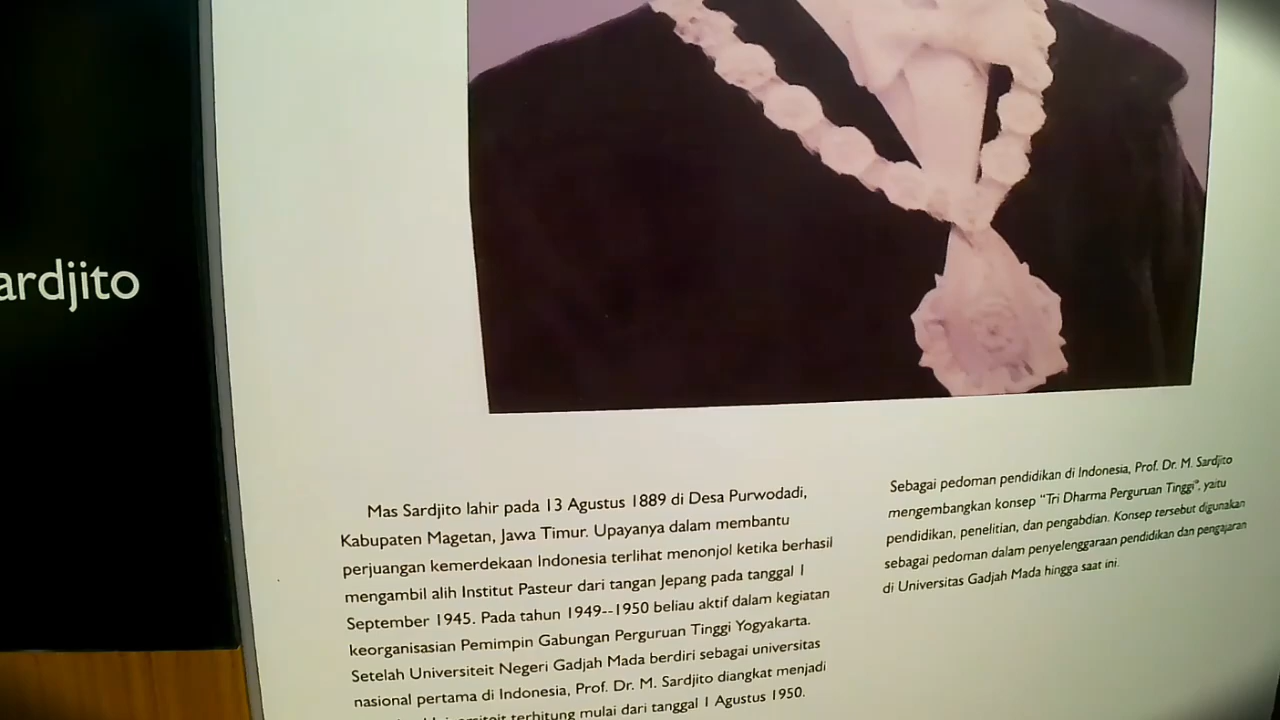 ardjito
Mas Sardjito lahir pada 13 Agustus 1889 di Desa Purwodadi,
Kabupaten Magetan, Jawa Timur. Upayanya dalam membantu
perjuangan kemerdekaan Indonesia terlihat menonjol ketika berhasil
mengambil alih Institut Pasteur dari tangan Jepang pada tanggal 1
September 1945. Pada tahun 1949--1950 beliau aktif dalam kegiatan
keorganisasian Pemimpin Gabungan Perguruan Tinggi Yogyakarta.
Setelah Universiteit Negeri Gadjah Mada berdiri sebagai universitas
nasional pertama di Indonesia, Prof. Dr. M. Sardjito diangkat menjadi
terhitung mulai dari tanggal 1 Agustus 1950.
Sebagai pedoman pendidikan di Indonesia, Prof. Dr. M. Sardjito
mengembangkan konsep “Tri Dharma Perguruan Tinggi”, yaitu
pendidikan, penelitian, dan pengabdian. Konsep tersebut digunakan
sebagai pedoman dalam penyelenggaraan pendidikan dan pengajaran
di Universitas Gadjah Mada hingga saat ini.